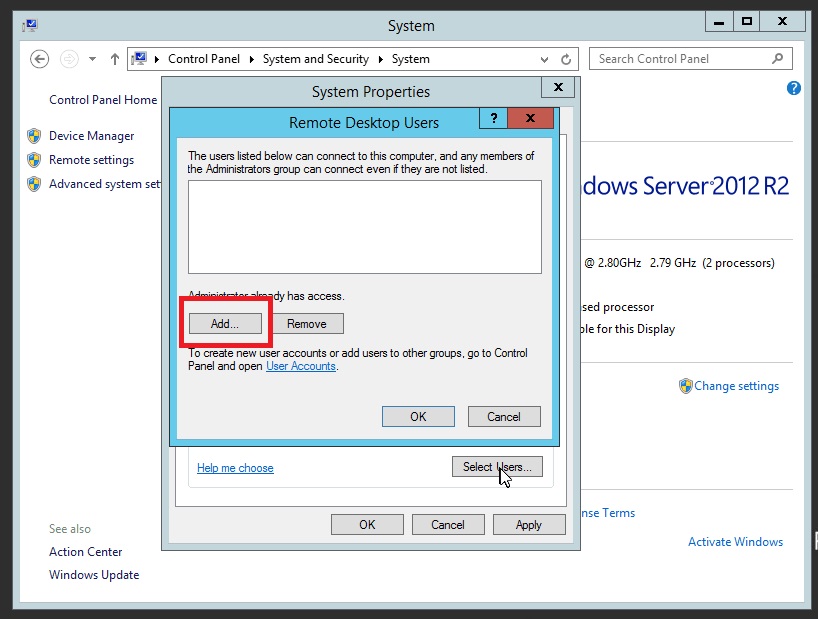 System
Control Panel
System and Security
System
Search Control Panel
Control Panel Home
Device Manager
Remote settings
Advanced system set
System Properties
Remote Desktop Users
?
The users listed below can connect to this computer, and any members of
the Administrators group can connect even if they are not listed.
Administrator already has access.
Add...
Remove
To create new user accounts or add users to other groups, go to Control
Panel and open User Accounts.
OK
Cancel
Help me choose
Select Users...
OK
Cancel
Apply
?
dows Server 2012 R2
@ 2.80GHz 2.79 GHz (2 processors)
sed processor
ble for this Display
Change settings
nse Terms
Activate Windows
See also
Action Center
Windows Update